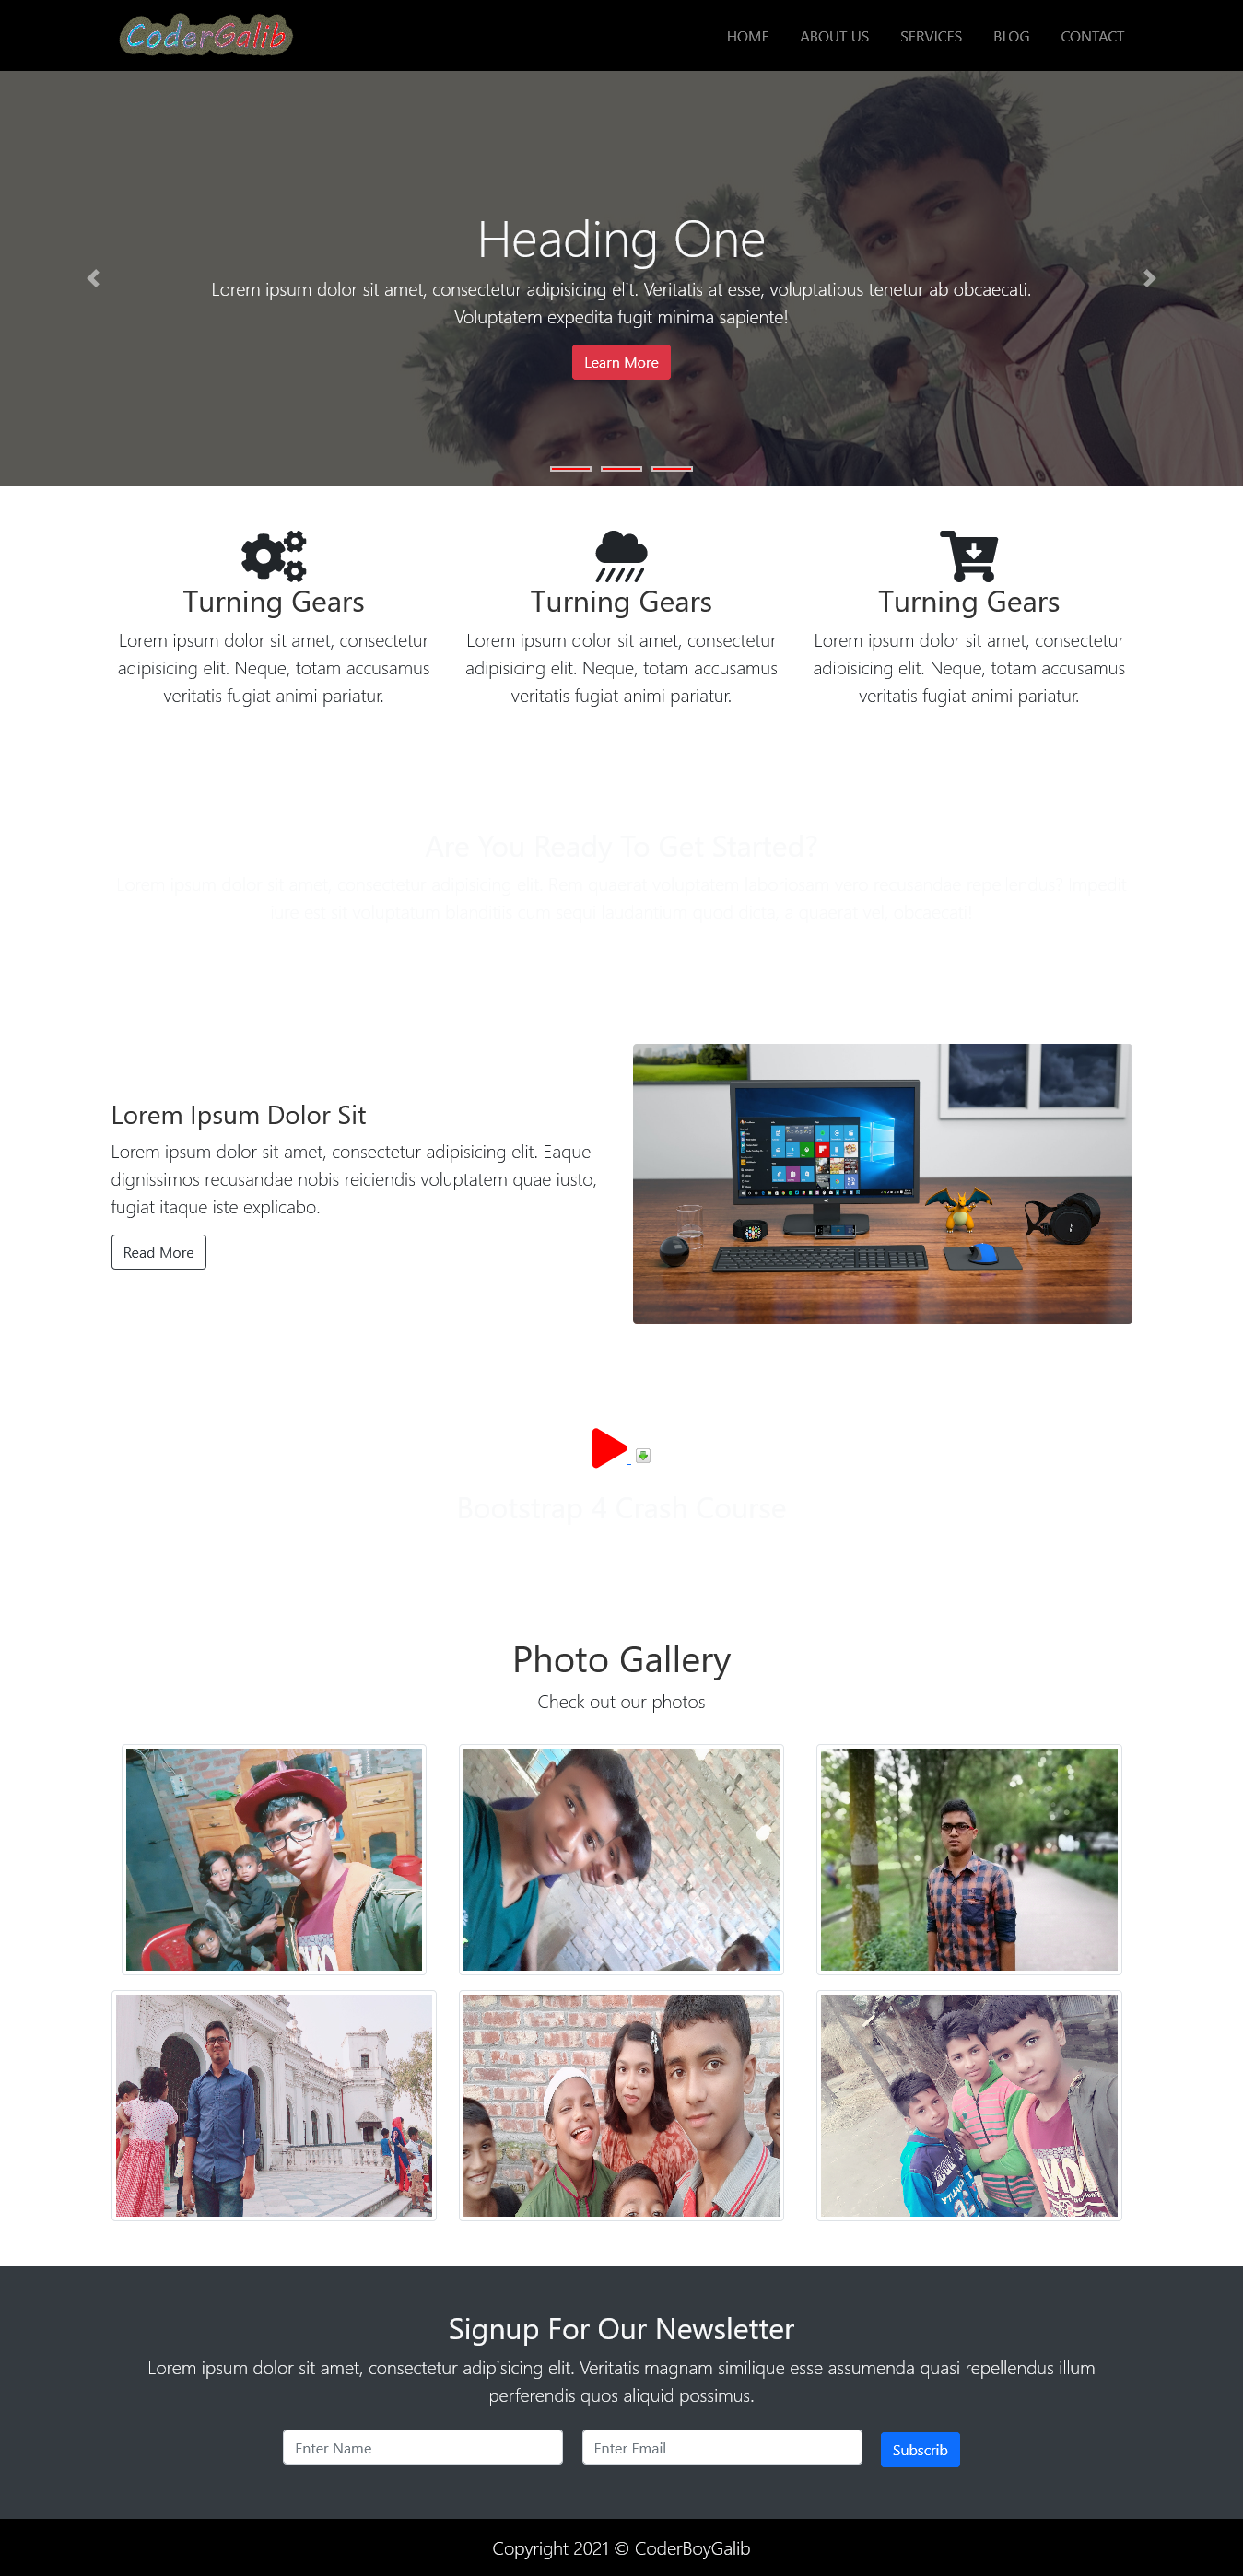 CoderGalib
HOME ABOUT US SERVICES BLOG CONTACT
Heading One
Lorem ipsum dolor sit amet, consectetur adipisicing elit. Veritatis at esse, voluptatibus tenetur ab obcaecati.
Voluptatem expedita fugit minima sapiente!
Learn More
Turning Gears
Lorem ipsum dolor sit amet, consectetur
adipisicing elit. Neque, totam accusamus
veritatis fugiat animi pariatur.
Turning Gears
Lorem ipsum dolor sit amet, consectetur
adipisicing elit. Neque, totam accusamus
veritatis fugiat animi pariatur.
Turning Gears
Lorem ipsum dolor sit amet, consectetur
adipisicing elit. Neque, totam accusamus
veritatis fugiat animi pariatur.
Are You Ready To Get Started?
Lorem ipsum dolor sit amet, consectetur adipisicing elit.
Lorem Ipsum Dolor Sit
Lorem ipsum dolor sit amet, consectetur adipisicing elit. Eaque
dignissimos recusandae nobis reiciendis voluptatem quae iusto,
fugiat itaque iste explicabo.
Read More
Bootstrap 4 Crash Course
Photo Gallery
Check out our photos
Signup For Our Newsletter
Lorem ipsum dolor sit amet, consectetur adipisicing elit. Veritatis magnam similique esse assumenda quasi repellendus illum
perferendis quos aliquid possimus.
Enter Name
Enter Email
Subscrib
Copyright 2021 © CoderBoyGalib